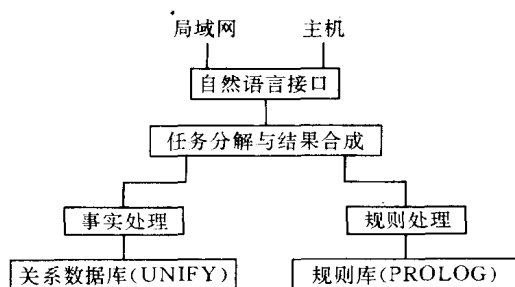 局域网 主机
自然语言接口
任务分解与结果合成
事实处理 规则处理
关系数据库(UNIFY) 规则库(PROLOG)